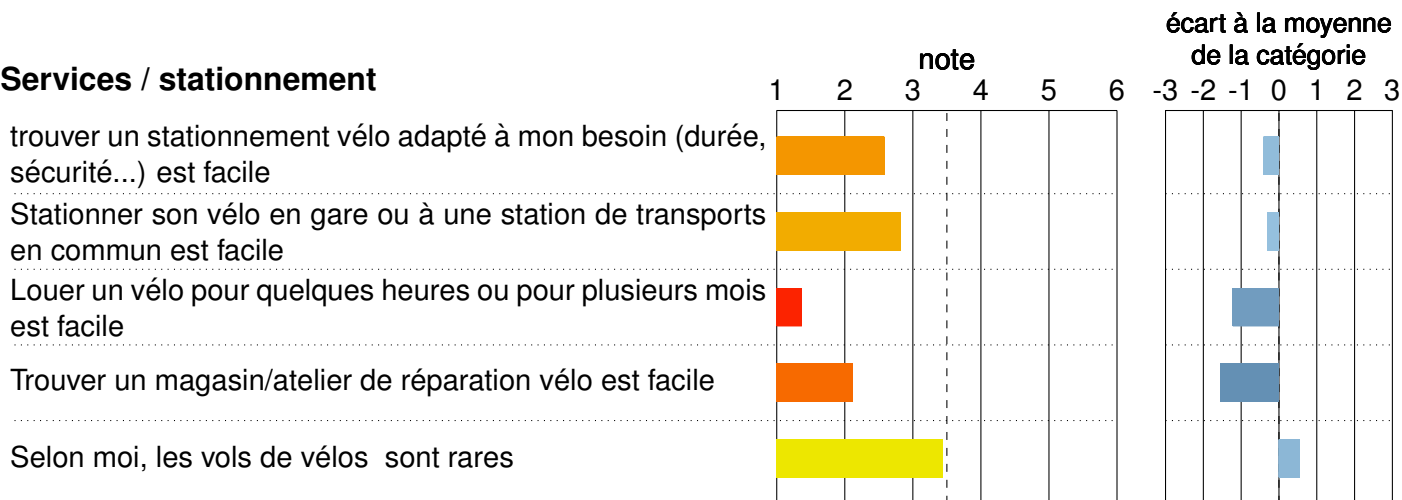 écart à la moyenne
note
de la catégorie
Services / stationnement
1 2 3 4 5 6
-3 -2 -1 0 1 2 3
trouver un stationnement vélo adapté à mon besoin (durée,
sécurité...) est facile
Stationner son vélo en gare ou à une station de transports
en commun est facile
Louer un vélo pour quelques heures ou pour plusieurs mois
est facile
Trouver un magasin/atelier de réparation vélo est facile
Selon moi, les vols de vélos sont rares